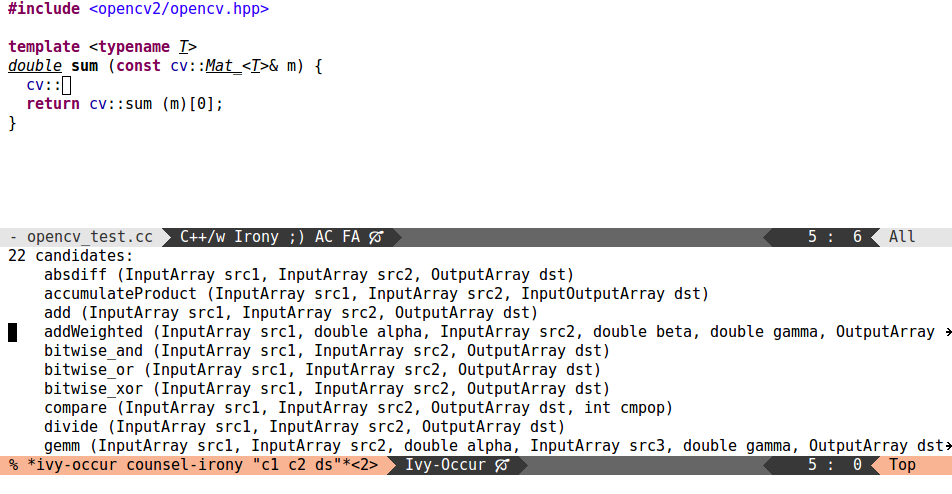 #include <opencv2/opencv.hpp>
template <typename T>
double sum (const cv::Mat_<T>& m) {
  cv::
  return cv::sum (m)[0];
}
- opencv_test.cc C++/w Irony ;) AC FA 5 : 6 All
22 candidates:
    absdiff (InputArray src1, InputArray src2, OutputArray dst)
    accumulateProduct (InputArray src1, InputArray src2, InputOutputArray dst)
    add (InputArray src1, InputArray src2, OutputArray dst)
    addWeighted (InputArray src1, double alpha, InputArray src2, double beta, double gamma, OutputArray
    bitwise_and (InputArray src1, InputArray src2, OutputArray dst)
    bitwise_or (InputArray src1, InputArray src2, OutputArray dst)
    bitwise_xor (InputArray src1, InputArray src2, OutputArray dst)
    compare (InputArray src1, InputArray src2, OutputArray dst, int cmpop)
    divide (InputArray src1, InputArray src2, OutputArray dst)
    gemm (InputArray src1, InputArray src2, double alpha, InputArray src3, double gamma, OutputArray dst
% *ivy-occur counsel-irony "c1 c2 ds"*<2> Ivy-Occur 5 : 0 Top